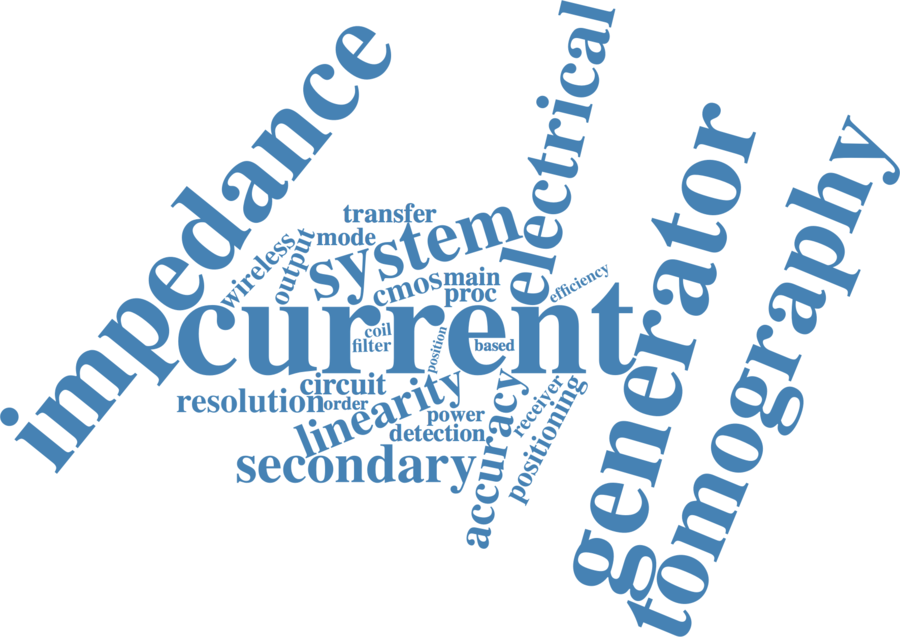 impedance
electrical
generator
tomography
transfer
mode
system
wireless
output
cmos
main
proc
efficiency
current
coil
filter
position
based
circuit
resolution
order
linearity
power
detection
accuracy
receiver
positioning
secondary